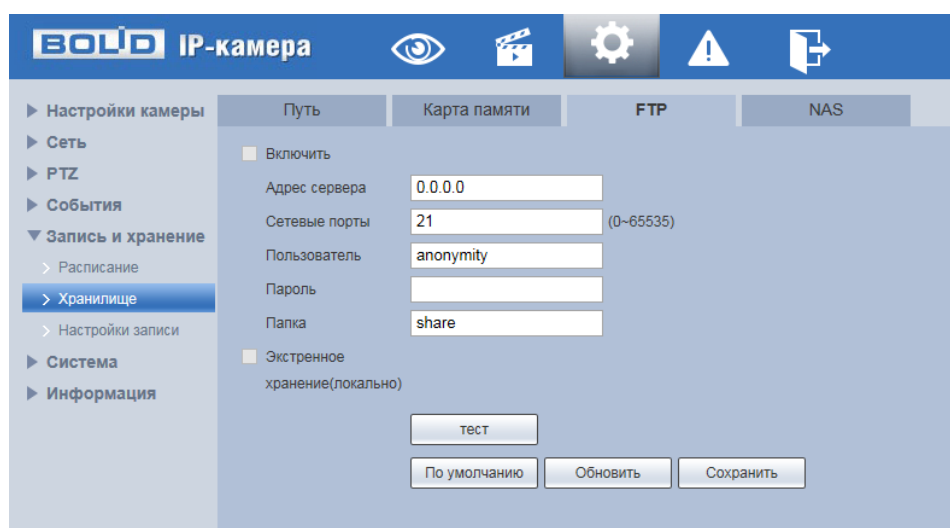 BOLID IP-камера
Настройки камеры
Сеть
PTZ
События
Запись и хранение
Расписание
Хранилище
Настройки записи
Система
Информация
Путь
Карта памяти
FTP
NAS
Включить
Адрес сервера 0.0.0.0
Сетевые порты 21 (0~65535)
Пользователь anonymity
Пароль
Папка share
Экстренное
хранение(локально)
тест
По умолчанию
Обновить
Сохранить